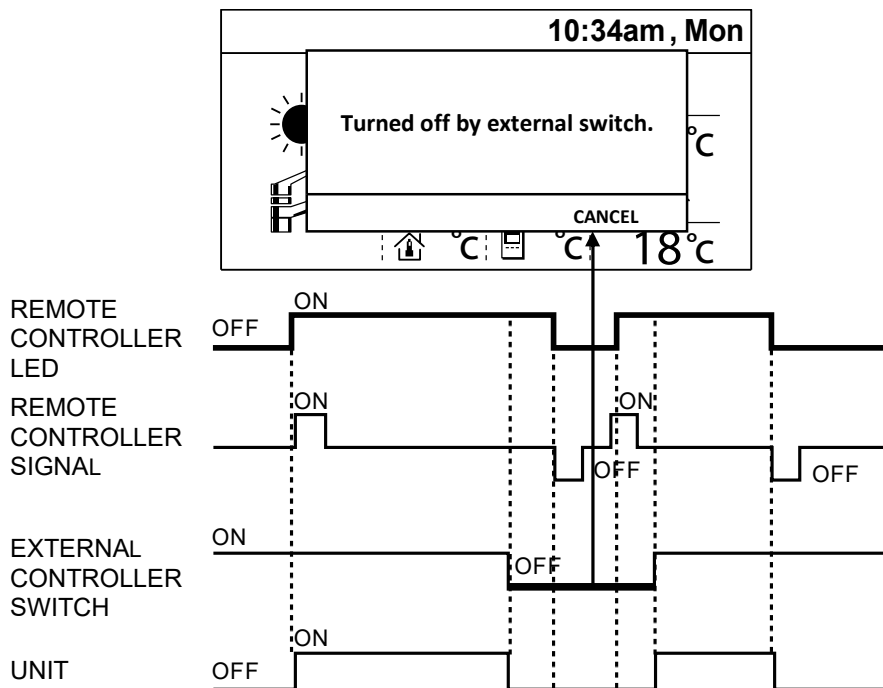 10:34am , Mon
Turned off by external switch.
°C
CANCEL
°C
°C
18°C
REMOTE
CONTROLLER
LED
OFF
ON
REMOTE
CONTROLLER
SIGNAL
ON
OFF
ON
OFF
EXTERNAL
CONTROLLER
SWITCH
ON
OFF
UNIT
OFF
ON